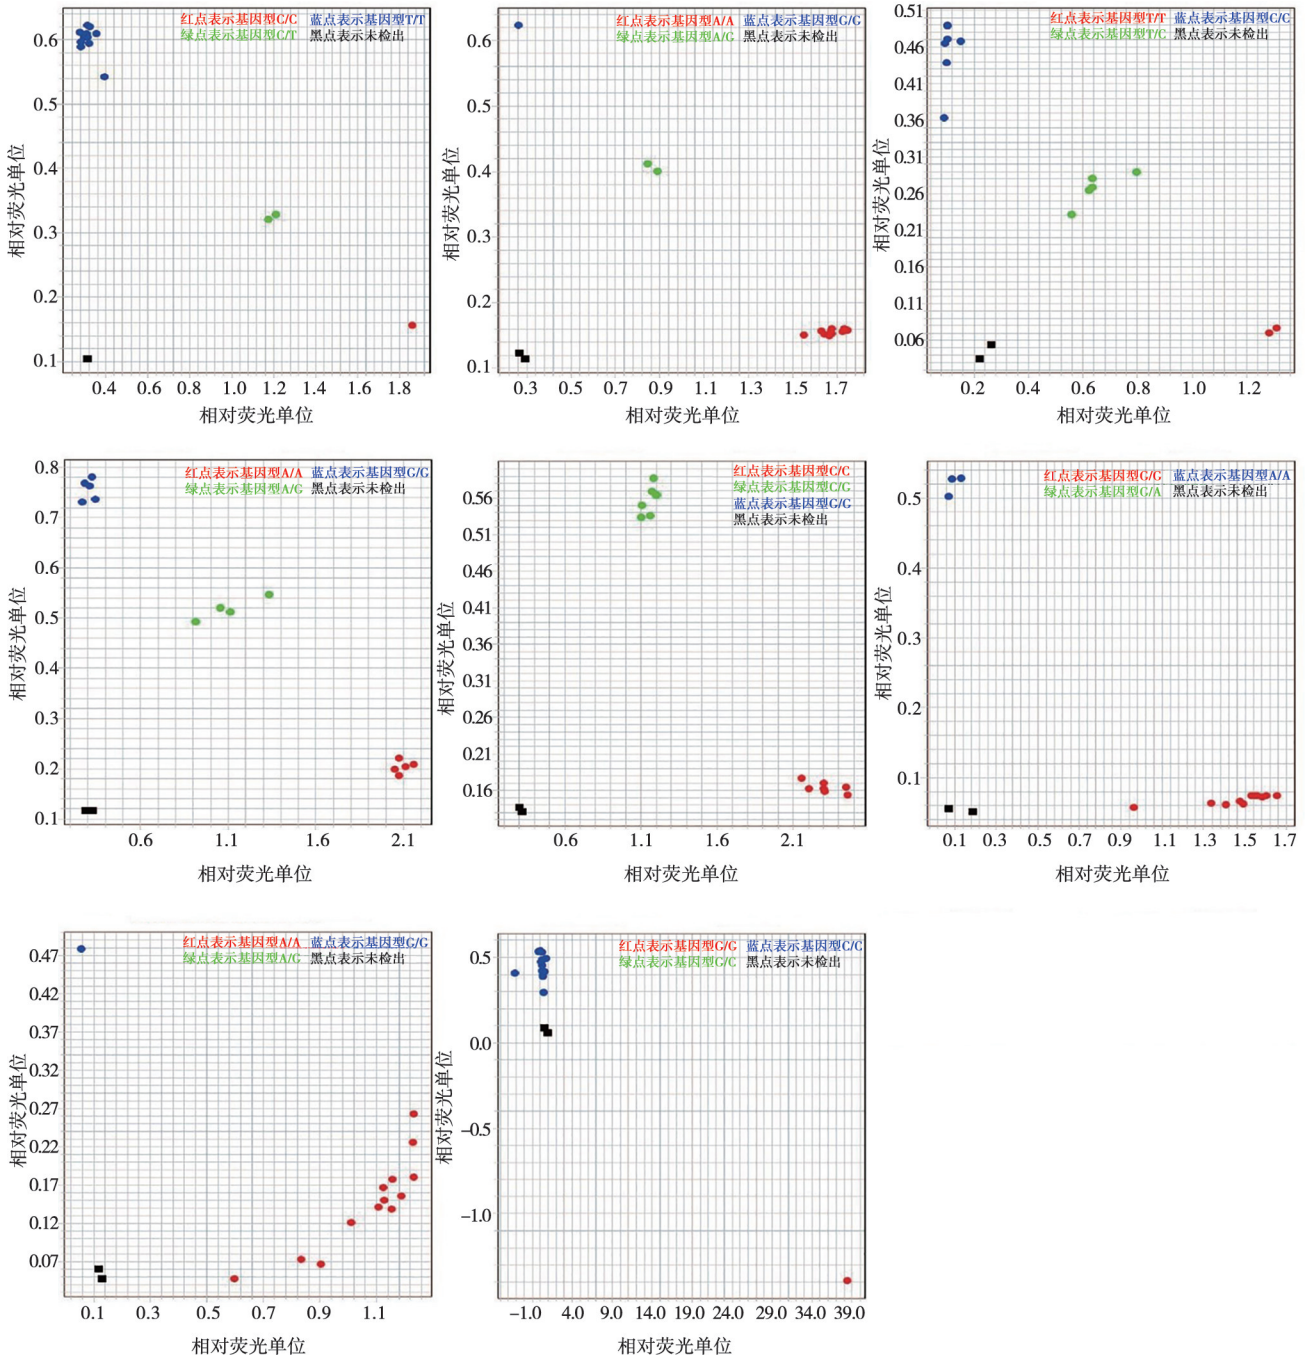 红点表示基因型C/C 蓝点表示基因型T/T
绿点表示基因型C/T 黑点表示未检出
0.6
0.5
0.4
0.3
0.2
0.1
相对荧光单位
0.4 0.6 0.8 1.0 1.2 1.4 1.6 1.8
相对荧光单位
红点表示基因型A/A 蓝点表示基因型G/G
绿点表示基因型A/G 黑点表示未检出
0.6
0.5
0.4
0.3
0.2
0.1
相对荧光单位
0.3 0.5 0.7 0.9 1.2 1.3 1.5 1.7
相对荧光单位
红点表示基因型T/T 蓝点表示基因型C/C
绿点表示基因型T/C 黑点表示未检出
0.51
0.46
0.41
0.36
0.31
0.26
0.21
0.16
0.11
0.06
相对荧光单位
0.2 0.4 0.6 0.8 1.0 1.2
相对荧光单位
红点表示基因型A/A 蓝点表示基因型G/G
绿点表示基因型A/G 黑点表示未检出
0.8
0.7
0.6
0.5
0.4
0.3
0.2
0.1
相对荧光单位
0.6 1.1 1.6 2.1
相对荧光单位
红点表示基因型C/C
绿点表示基因型C/G
蓝点表示基因型G/G
黑点表示未检出
0.56
0.51
0.46
0.41
0.36
0.31
0.26
0.21
0.16
相对荧光单位
0.6 1.1 1.6 2.1
相对荧光单位
红点表示基因型G/G 蓝点表示基因型A/A
绿点表示基因型G/A 黑点表示未检出
0.5
0.4
0.3
0.2
0.1
相对荧光单位
0.1 0.3 0.5 0.7 0.9 1.1 1.3 1.5 1.7
相对荧光单位
红点表示基因型A/A 蓝点表示基因型G/G
绿点表示基因型A/G 黑点表示未检出
0.47
0.42
0.37
0.32
0.27
0.22
0.17
0.12
0.07
相对荧光单位
0.1 0.3 0.5 0.7 0.9 1.1
相对荧光单位
红点表示基因型G/G 蓝点表示基因型C/C
绿点表示基因型G/C 黑点表示未检出
0.5
0.0
−0.5
−1.0
相对荧光单位
−1.0 4.0 9.0 14.0 19.0 24.0 29.0 34.0 39.0
相对荧光单位